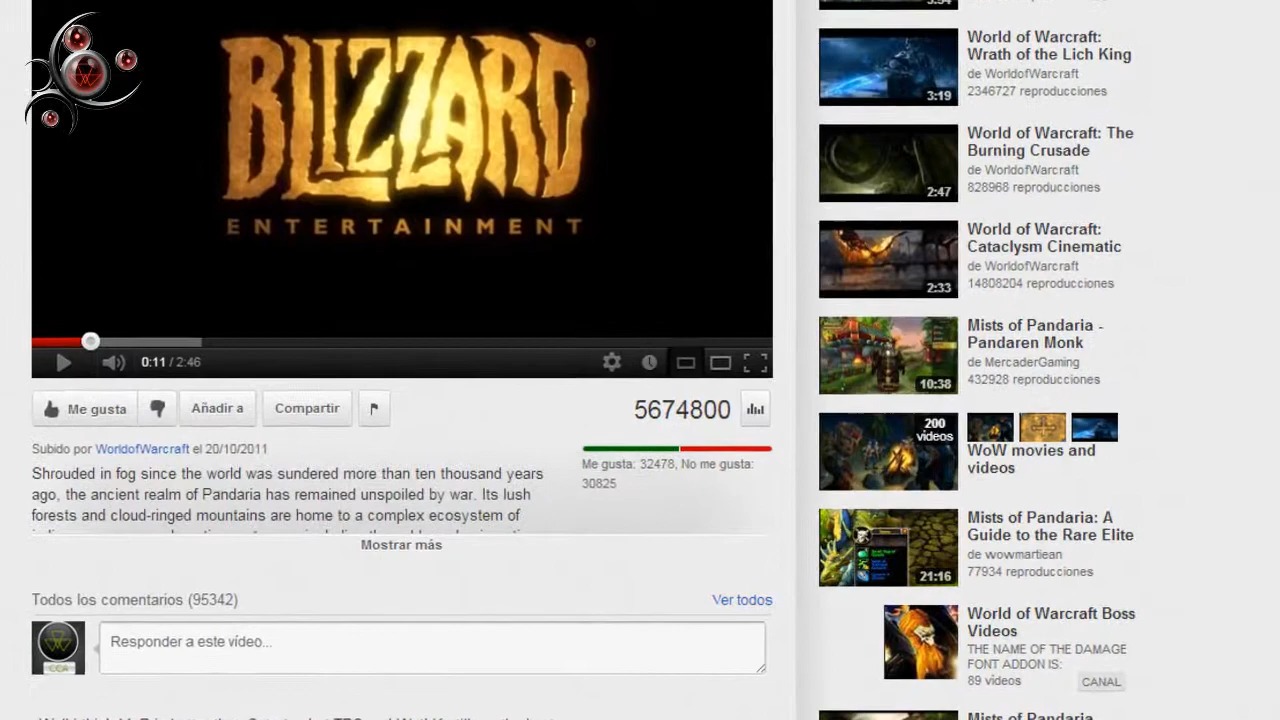 BLIZZARD
ENTERTAINMENT
0:11 / 2:46
Me gusta
Añadir a
Compartir
5674800
Subido por WorldofWarcraft el 20/10/2011
Shrouded in fog since the world was sundered more than ten thousand years
ago, the ancient realm of Pandaria has remained unspoiled by war. Its lush
forests and cloud-ringed mountains are home to a complex ecosystem of
Me gusta: 32478, No me gusta:
30825
Mostrar más
Todos los comentarios (95342)
Ver todos
Responder a este vídeo...
World of Warcraft:
Wrath of the Lich King
de WorldofWarcraft
2346727 reproducciones
3:19
World of Warcraft: The
Burning Crusade
de WorldofWarcraft
828968 reproducciones
2:47
World of Warcraft:
Cataclysm Cinematic
de WorldofWarcraft
14808204 reproducciones
2:33
Mists of Pandaria -
Pandaren Monk
de MercaderGaming
432928 reproducciones
10:38
200
videos
WoW movies and
videos
Mists of Pandaria: A
Guide to the Rare Elite
de wowmartiean
77934 reproducciones
21:16
World of Warcraft Boss
Videos
THE NAME OF THE DAMAGE
FONT ADDON IS:
89 videos
CANAL
Mists of Pandaria